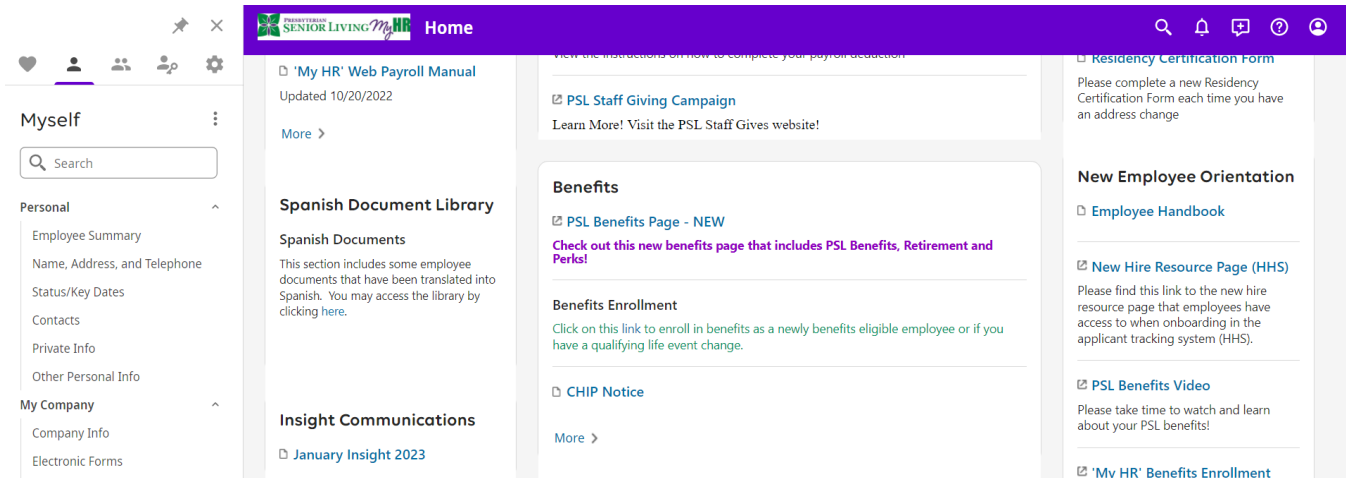 PRESBYTERIAN
SENIOR LIVING MyHR
Home
Myself
Search
Personal
Employee Summary
Name, Address, and Telephone
Status/Key Dates
Contacts
Private Info
Other Personal Info
My Company
Company Info
Electronic Forms
'My HR' Web Payroll Manual
Updated 10/20/2022
More
Spanish Document Library
Spanish Documents
This section includes some employee
documents that have been translated into
Spanish. You may access the library by
clicking here.
Insight Communications
January Insight 2023
View the instructions on how to complete your payroll deduction
PSL Staff Giving Campaign
Learn More! Visit the PSL Staff Gives website!
Benefits
PSL Benefits Page - NEW
Check out this new benefits page that includes PSL Benefits, Retirement and
Perks!
Benefits Enrollment
Click on this link to enroll in benefits as a newly benefits eligible employee or if you
have a qualifying life event change.
CHIP Notice
More
Residency Certification Form
Please complete a new Residency
Certification Form each time you have
an address change
New Employee Orientation
Employee Handbook
New Hire Resource Page (HHS)
Please find this link to the new hire
resource page that employees have
access to when onboarding in the
applicant tracking system (HHS).
PSL Benefits Video
Please take time to watch and learn
about your PSL benefits!
'My HR' Benefits Enrollment